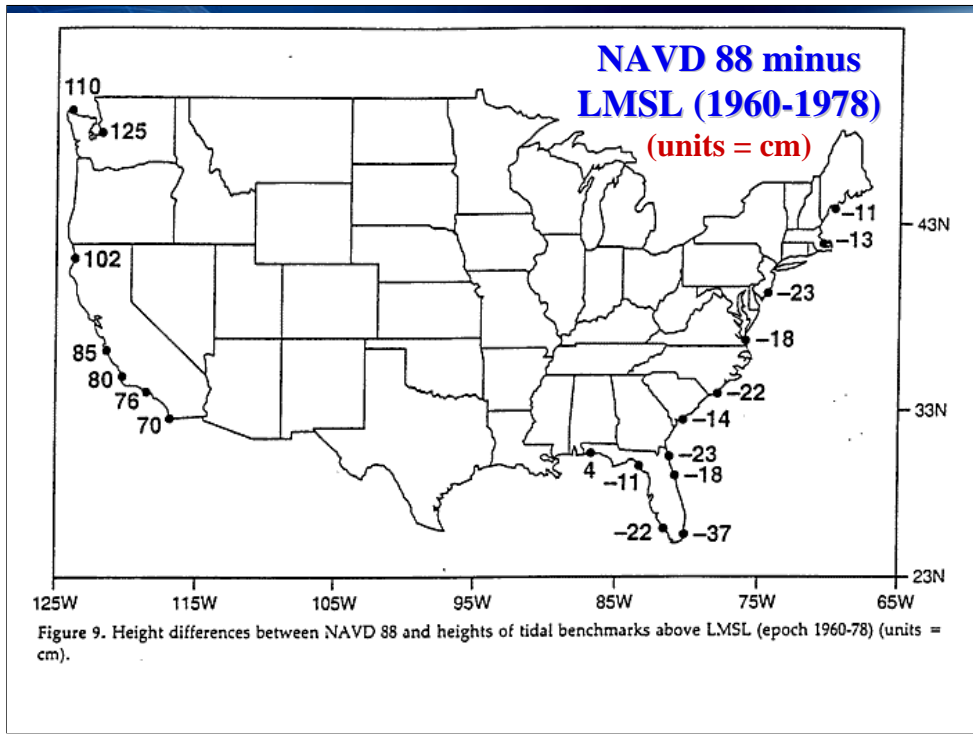 NAVD 88 minus
LMSL (1960-1978)
(units = cm)
110
125
102
85
80
76
70
−11
−13
−23
−18
−22
−14
−23
−18
4
−11
−22
−37
43N
33N
23N
125W 115W 105W 95W 85W 75W 65W
Figure 9. Height differences between NAVD 88 and heights of tidal benchmarks above LMSL (epoch 1960-78) (units =
cm).